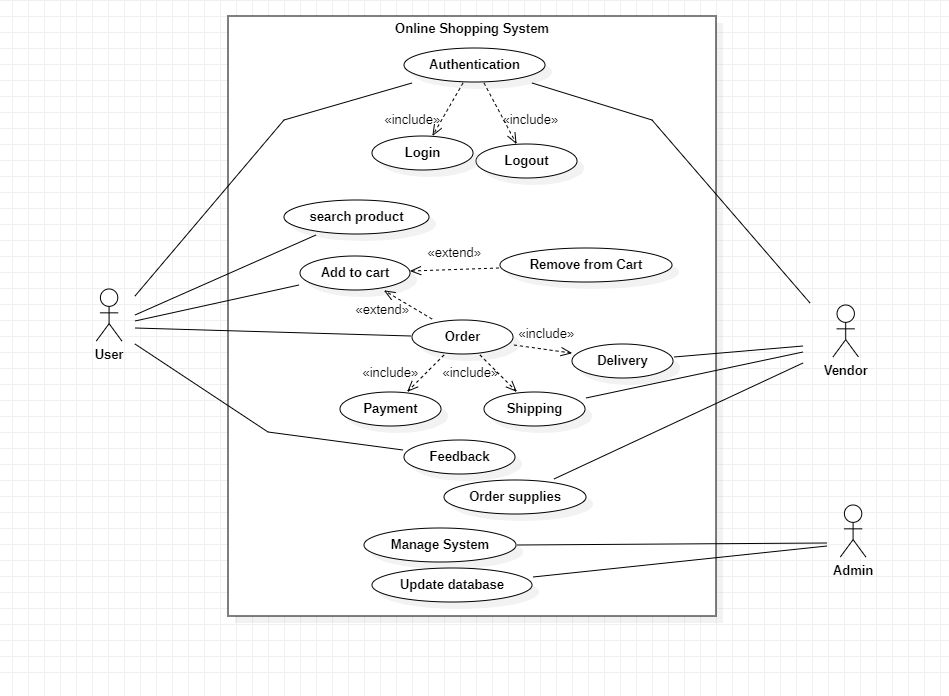 Online Shopping System
Authentication
«include»
«include»
Login
Logout
search product
«extend»
Add to cart
Remove from Cart
«extend»
Order
«include»
User
Delivery
Vendor
«include»
«include»
Payment
Shipping
Feedback
Order supplies
Manage System
Admin
Update database